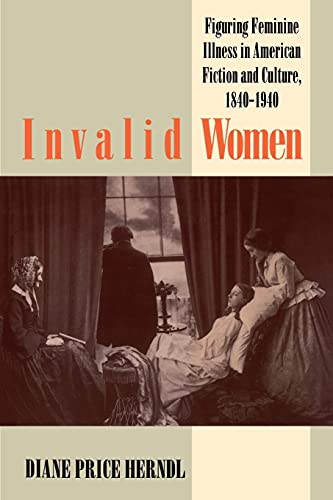 Figuring Feminine
Illness in American
Fiction and Culture,
1840-1940
Invalid Women
DIANE PRICE HERNDL